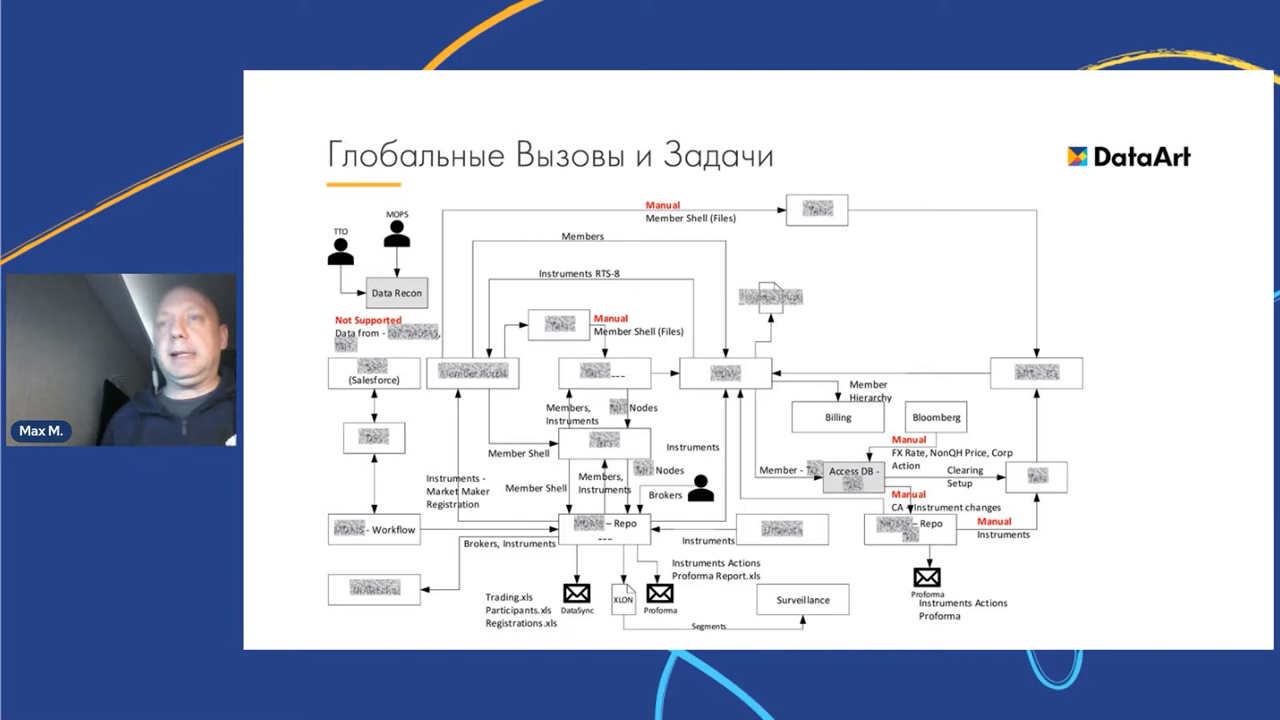 Глобальные Вызовы и Задачи
DataArt
Manual
Member Shell (Files)
MOPS
TTO
Members
Data Recon
Instruments RTS-8
Not Supported
Data from -
Manual
Member Shell (Files)
(Salesforce)
Member
Hierarchy
Billing
Bloomberg
Members,
Instruments
Nodes
Manual
FX Rate, NonQH Price, Corp
Action
Instruments
Member Shell
Member -
Access DB -
Clearing
Setup
Nodes
Members,
Instruments
Member Shell
Brokers
Instruments -
Market Maker
Registration
Manual
CA - Instrument changes
- Workflow
– Repo
---
Instruments
– Repo
Manual
Instruments
Brokers, Instruments
Instruments Actions
Proforma Report.xls
Trading.xls
Participants.xls
Registrations.xls
DataSync
XLON
Proforma
Surveillance
Segments
Proforma
Instruments Actions
Proforma
Max M.